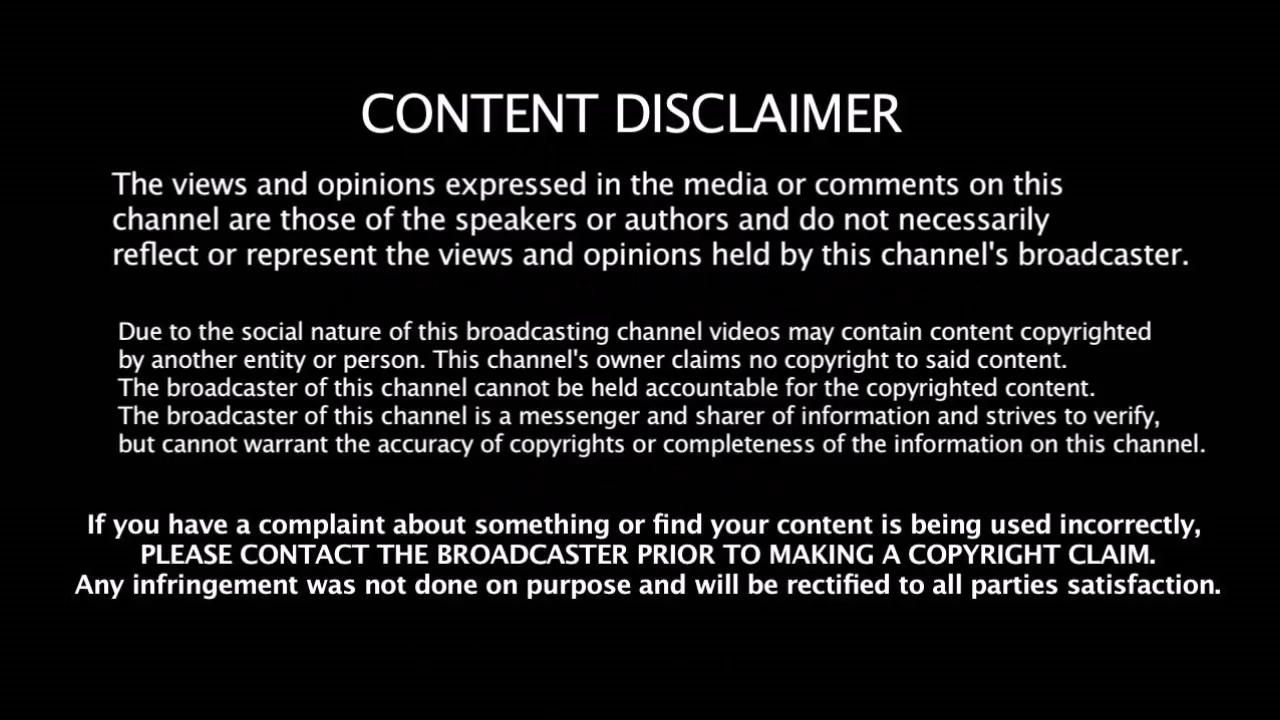 CONTENT DISCLAIMER
The views and opinions expressed in the media or comments on this
channel are those of the speakers or authors and do not necessarily
reflect or represent the views and opinions held by this channel's broadcaster.
Due to the social nature of this broadcasting channel videos may contain content copyrighted
by another entity or person. This channel's owner claims no copyright to said content.
The broadcaster of this channel cannot be held accountable for the copyrighted content.
The broadcaster of this channel is a messenger and sharer of information and strives to verify,
but cannot warrant the accuracy of copyrights or completeness of the information on this channel.
If you have a complaint about something or find your content is being used incorrectly,
PLEASE CONTACT THE BROADCASTER PRIOR TO MAKING A COPYRIGHT CLAIM.
Any infringement was not done on purpose and will be rectified to all parties satisfaction.